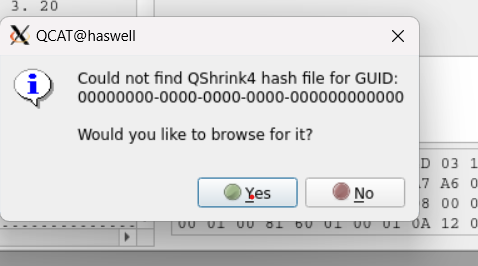 3. 20
QCAT@haswell
Could not find QShrink4 hash file for GUID:
00000000-0000-0000-0000-000000000000
Would you like to browse for it?
Yes
No
D 03 1
A6 0
00 0
00 01 00 81 60 01 00 01 0A 12 0